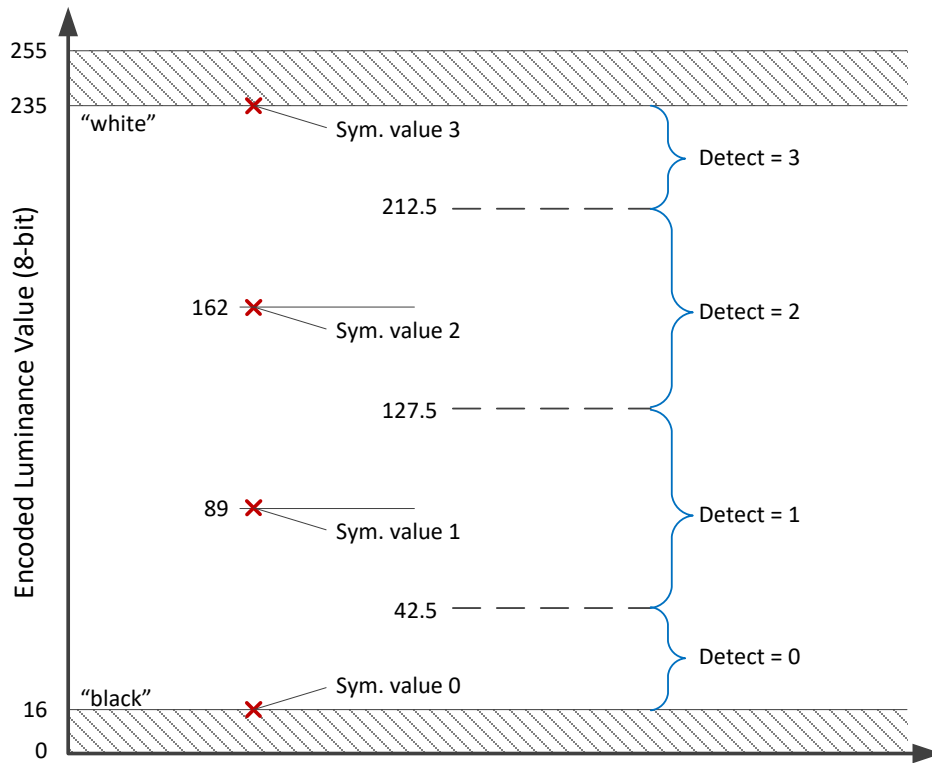 255
235
“white”
Sym. value 3
Detect = 3
212.5
162
Sym. value 2
Detect = 2
127.5
Encoded Luminance Value (8-bit)
89
Sym. value 1
Detect = 1
42.5
Detect = 0
Sym. value 0
“black”
16
0